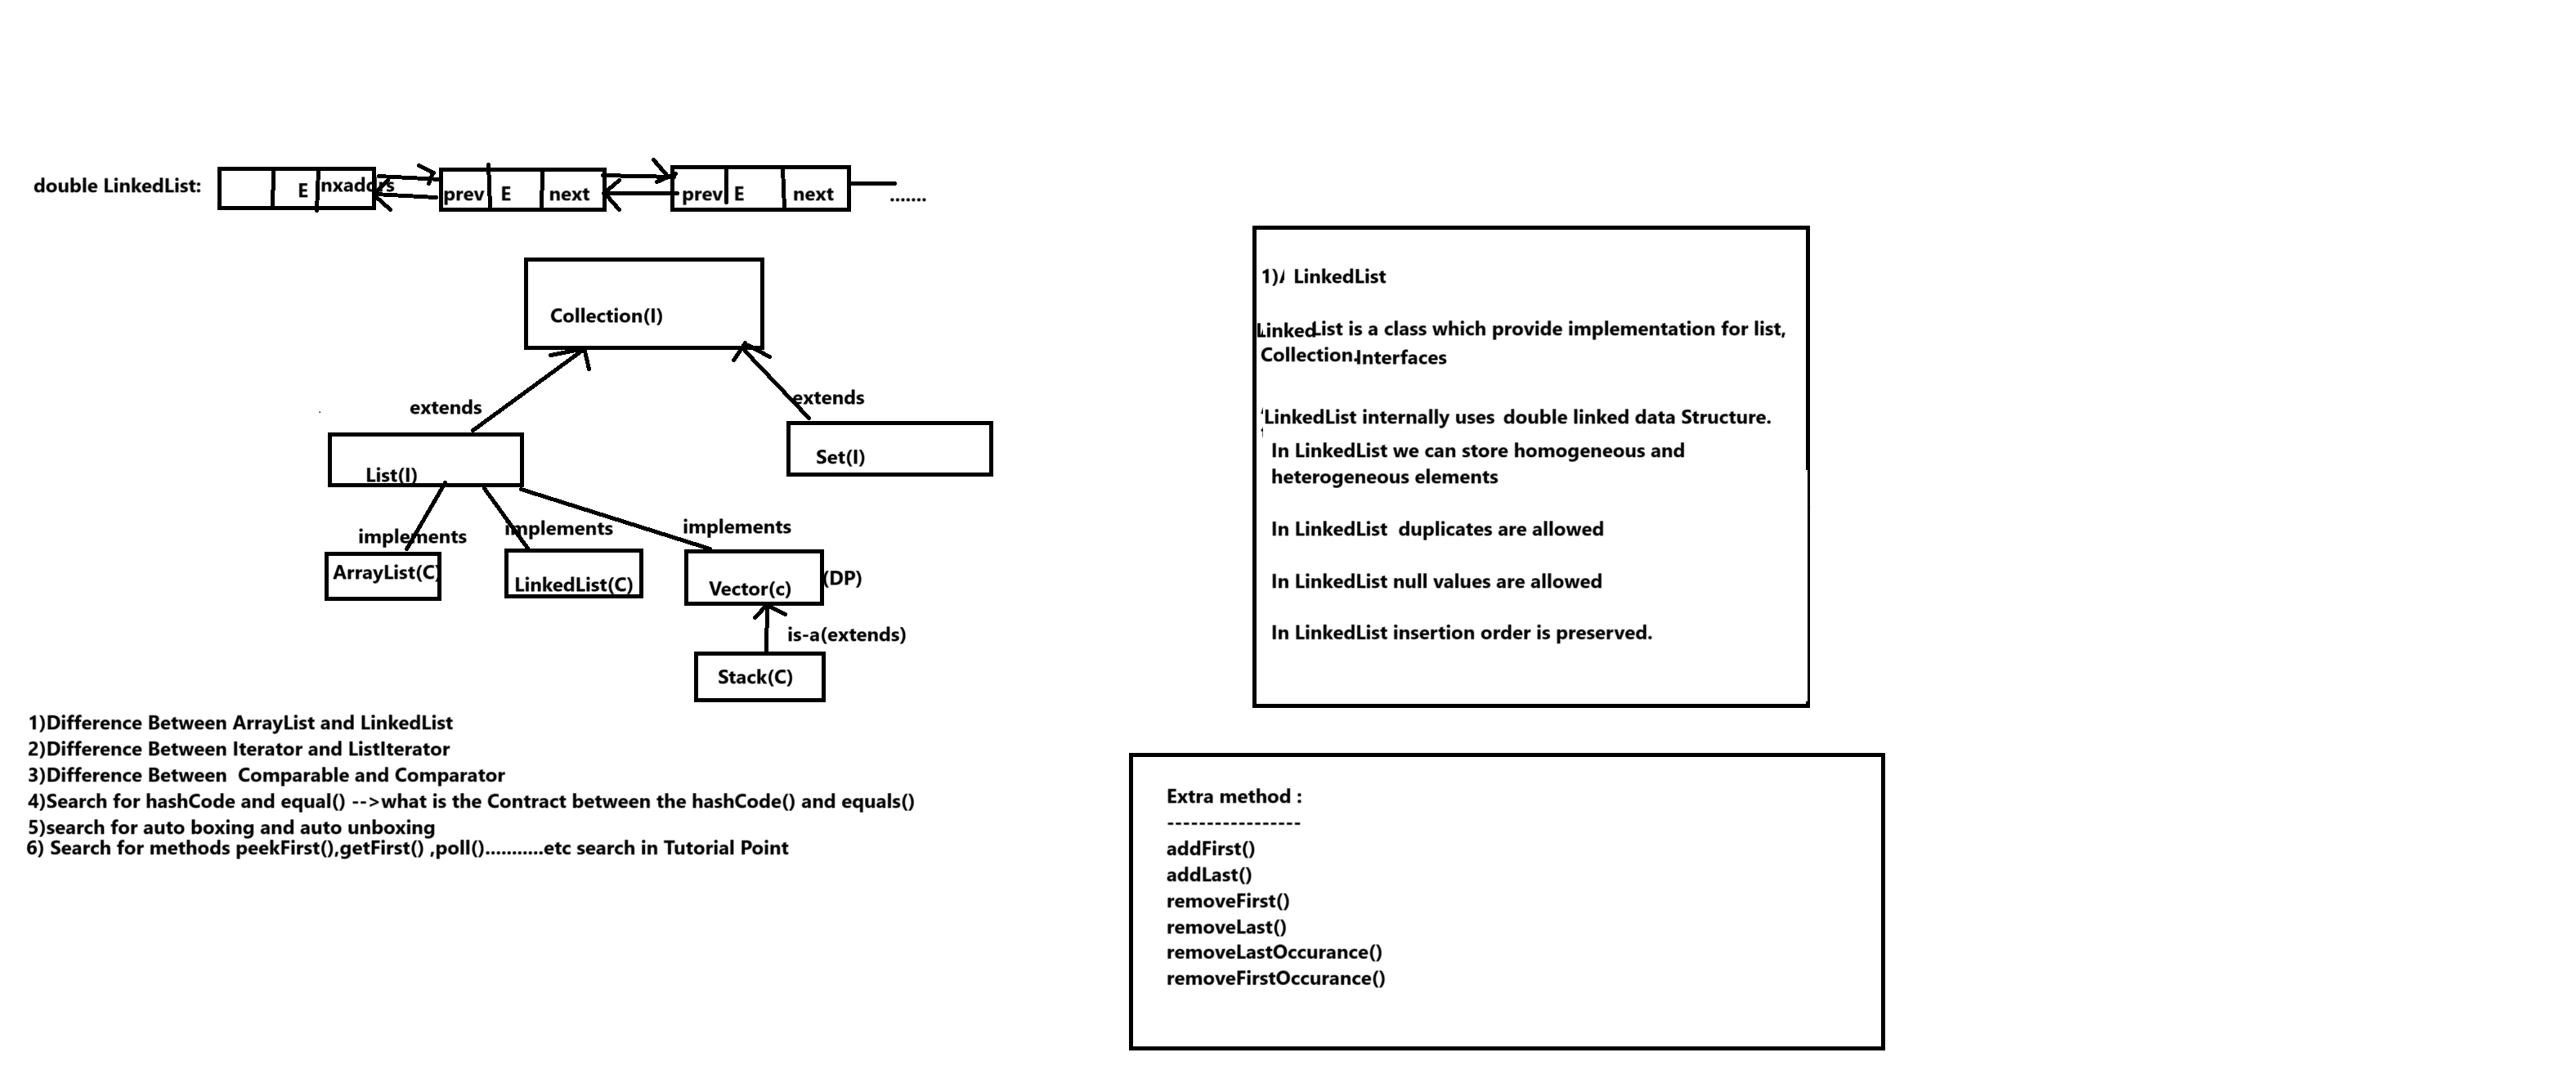 double LinkedList:
E nxaddrs
prev E next
prev E next
.......
Collection(I)
extends
extends
List(I)
Set(I)
implements
implements
implements
ArrayList(C)
LinkedList(C)
Vector(c)
(DP)
is-a(extends)
Stack(C)
1)Difference Between ArrayList and LinkedList
2)Difference Between Iterator and ListIterator
3)Difference Between  Comparable and Comparator
4)Search for hashCode and equal() -->what is the Contract between the hashCode() and equals()
5)search for auto boxing and auto unboxing
6) Search for methods peekFirst(),getFirst() ,poll()...........etc search in Tutorial Point
1) LinkedList
LinkedList is a class which provide implementation for list,
Collection.Interfaces
LinkedList internally uses double linked data Structure.
In LinkedList we can store homogeneous and
heterogeneous elements
In LinkedList  duplicates are allowed
In LinkedList null values are allowed
In LinkedList insertion order is preserved.
Extra method :
-----------------
addFirst()
addLast()
removeFirst()
removeLast()
removeLastOccurance()
removeFirstOccurance()